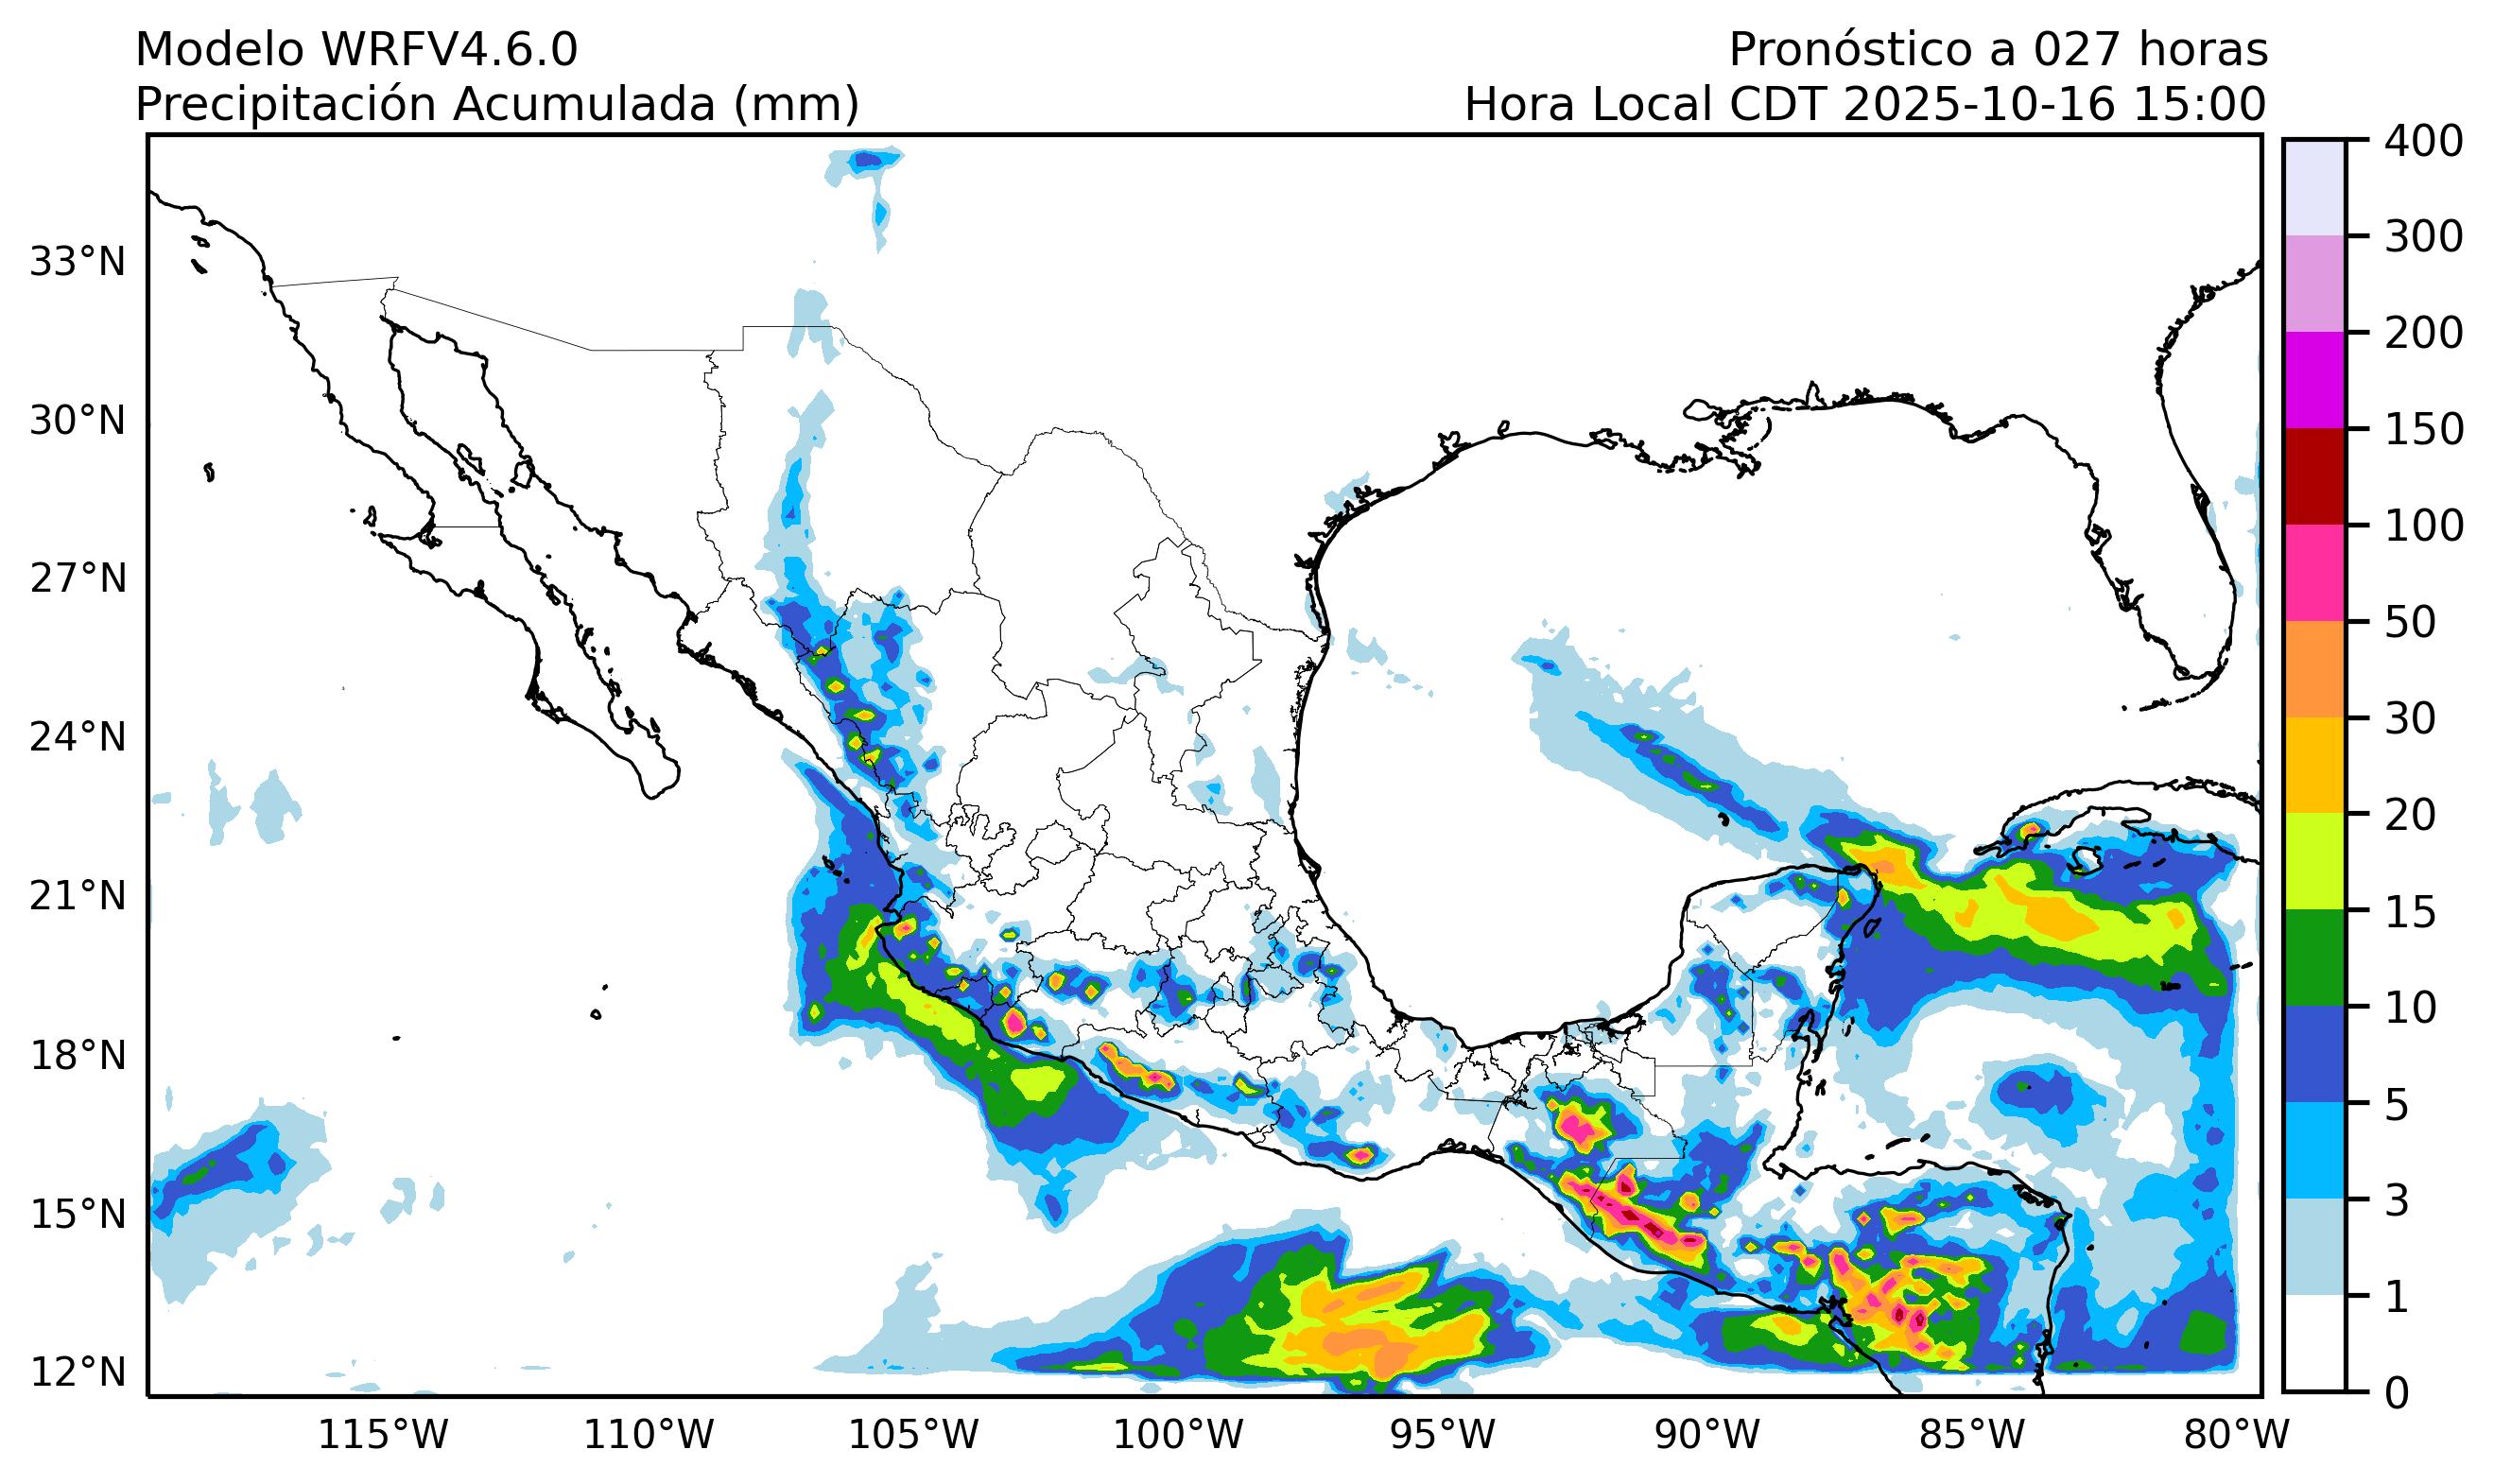 Modelo WRFV4.6.0
Pronóstico a 027 horas
Precipitación Acumulada (mm)
Hora Local CDT 2025-10-16 15:00
400
300
200
150
100
50
30
20
15
10
5
3
1
0
33°N
30°N
27°N
24°N
21°N
18°N
15°N
12°N
115°W
110°W
105°W
100°W
95°W
90°W
85°W
80°W